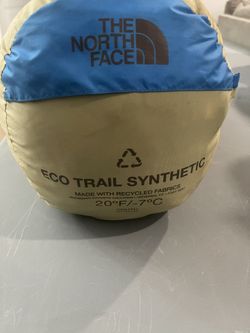 THE
NORTH
FACE
ECO TRAIL SYNTHETIC
MADE WITH RECYCLED FABRICS
20°F/-7°C